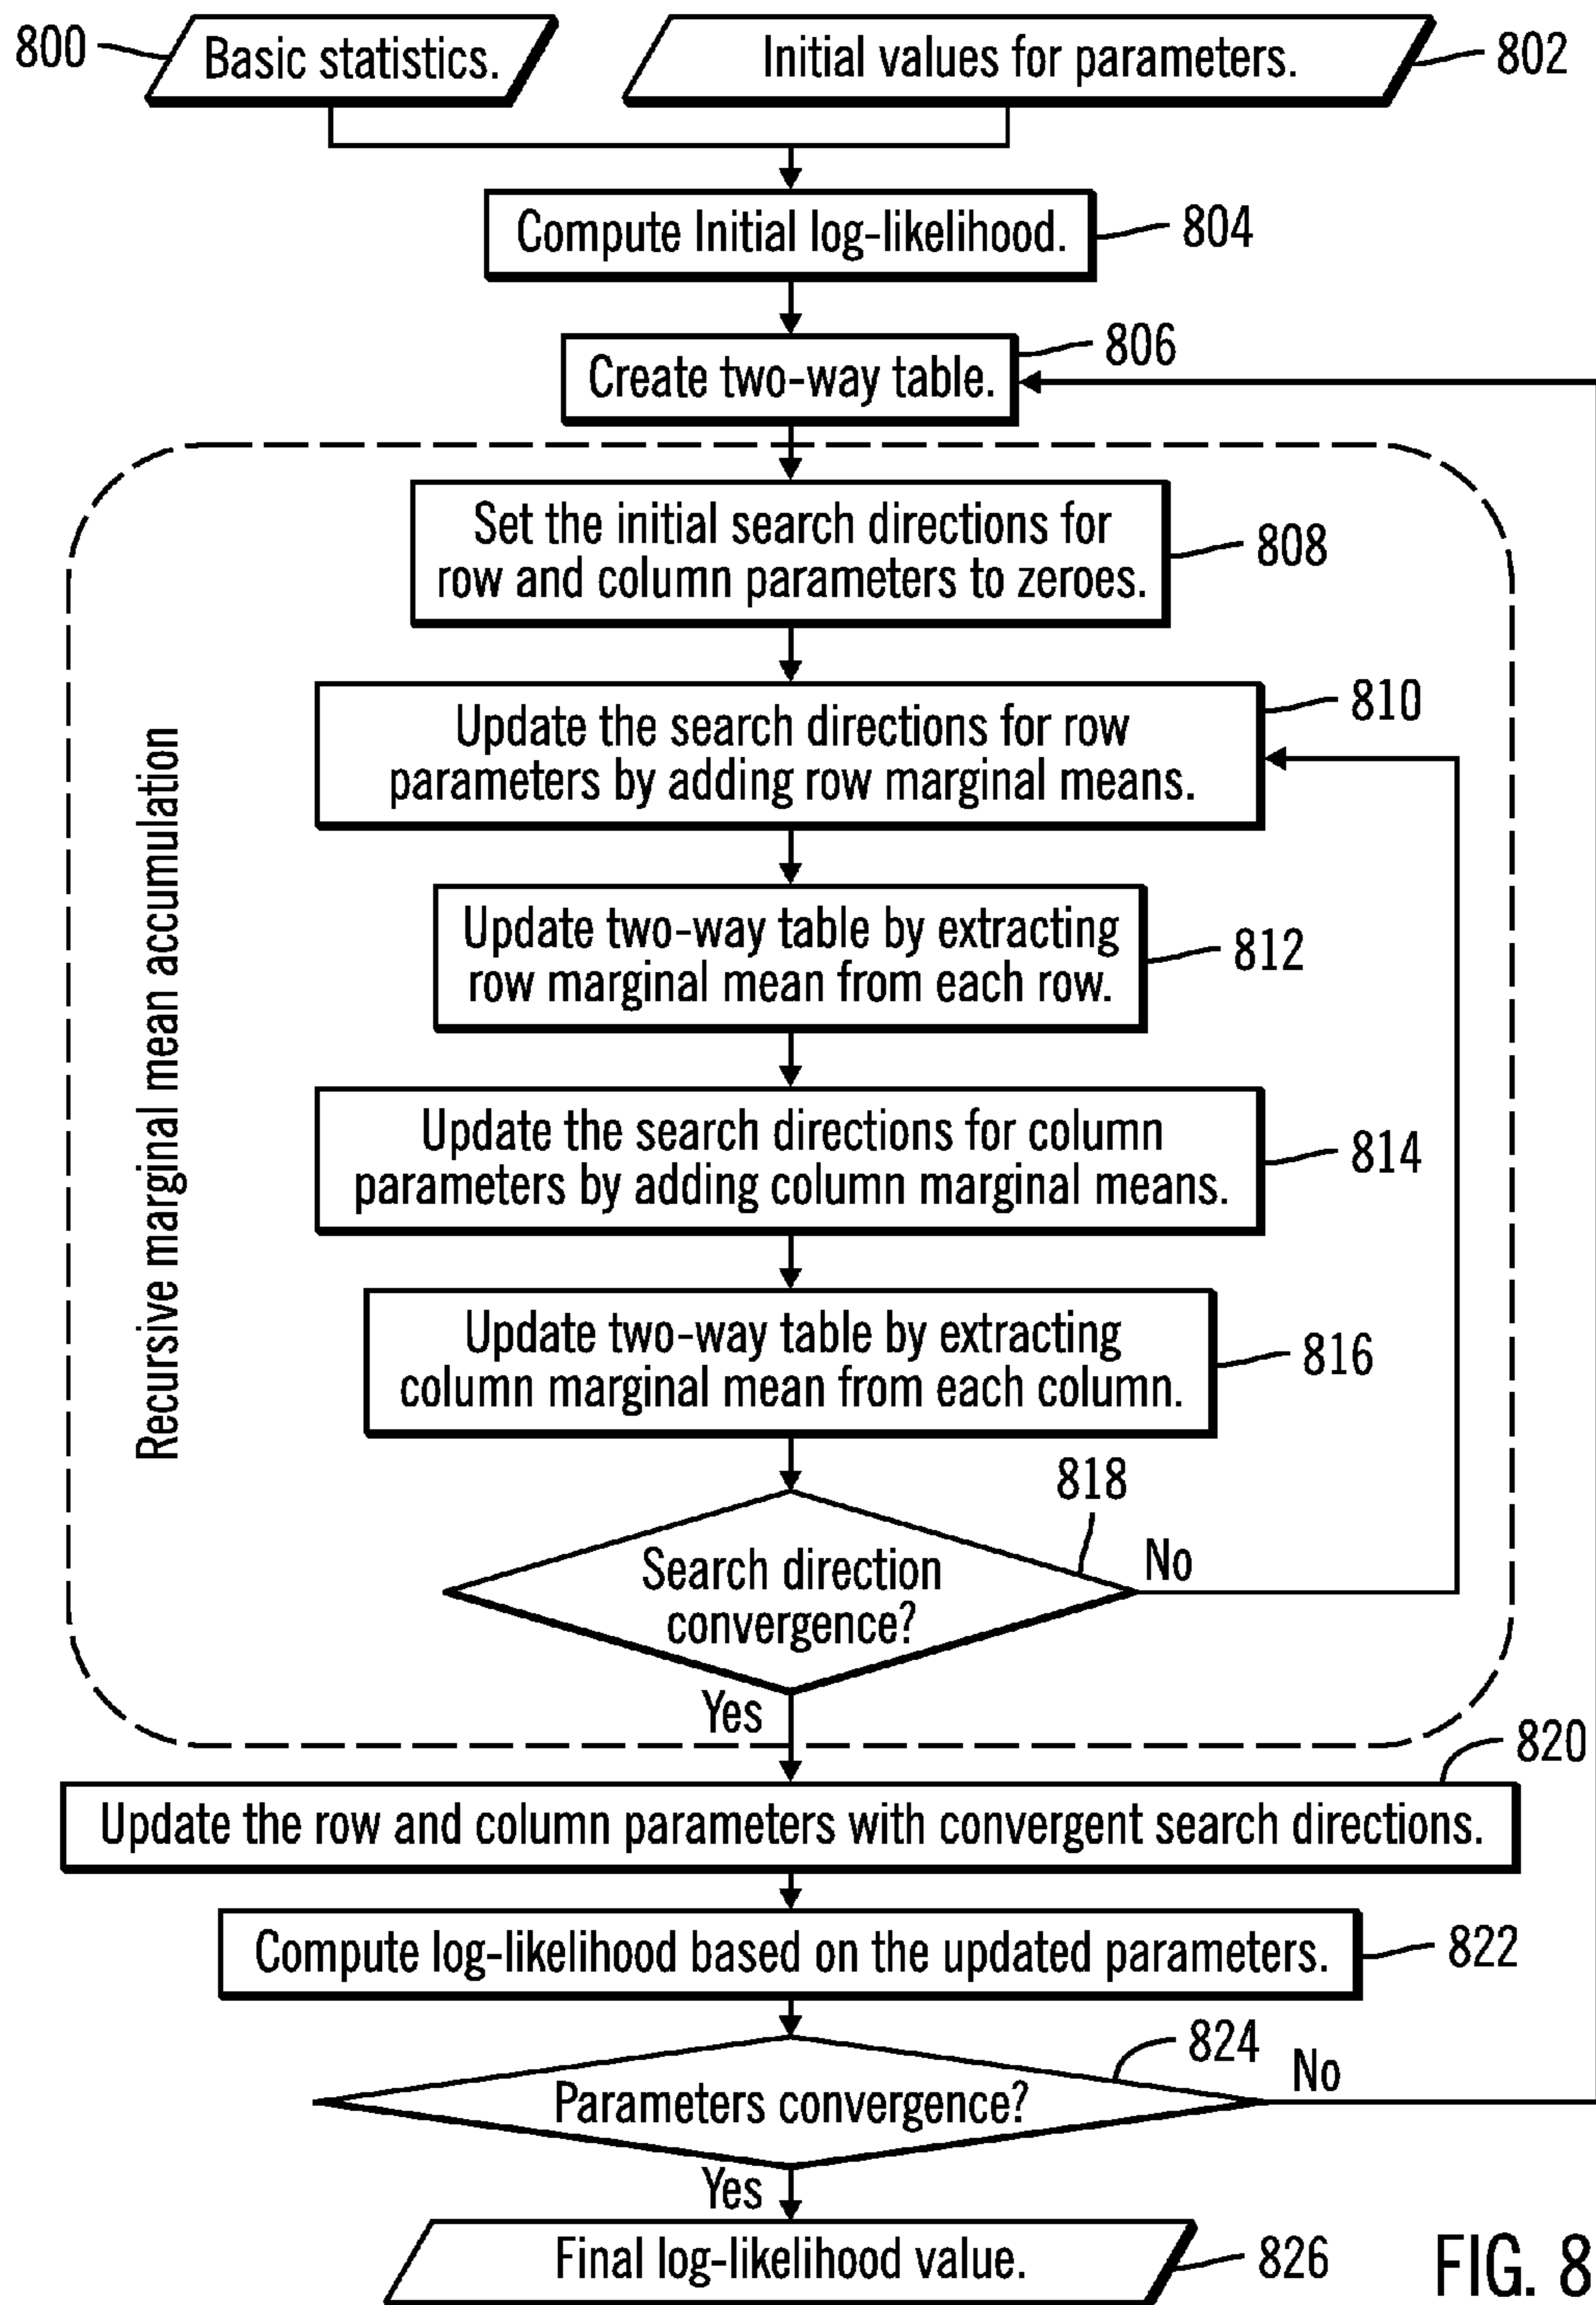 800
Basic statistics.
Initial values for parameters.
802
Compute Initial log-likelihood.
804
Create two-way table.
806
Recursive marginal mean accumulation
Set the initial search directions for
row and column parameters to zeroes.
808
Update the search directions for row
parameters by adding row marginal means.
810
Update two-way table by extracting
row marginal mean from each row.
812
Update the search directions for column
parameters by adding column marginal means.
814
Update two-way table by extracting
column marginal mean from each column.
816
Search direction
convergence?
818
No
Yes
820
Update the row and column parameters with convergent search directions.
Compute log-likelihood based on the updated parameters.
822
Parameters convergence?
824
No
Yes
Final log-likelihood value.
826
FIG. 8